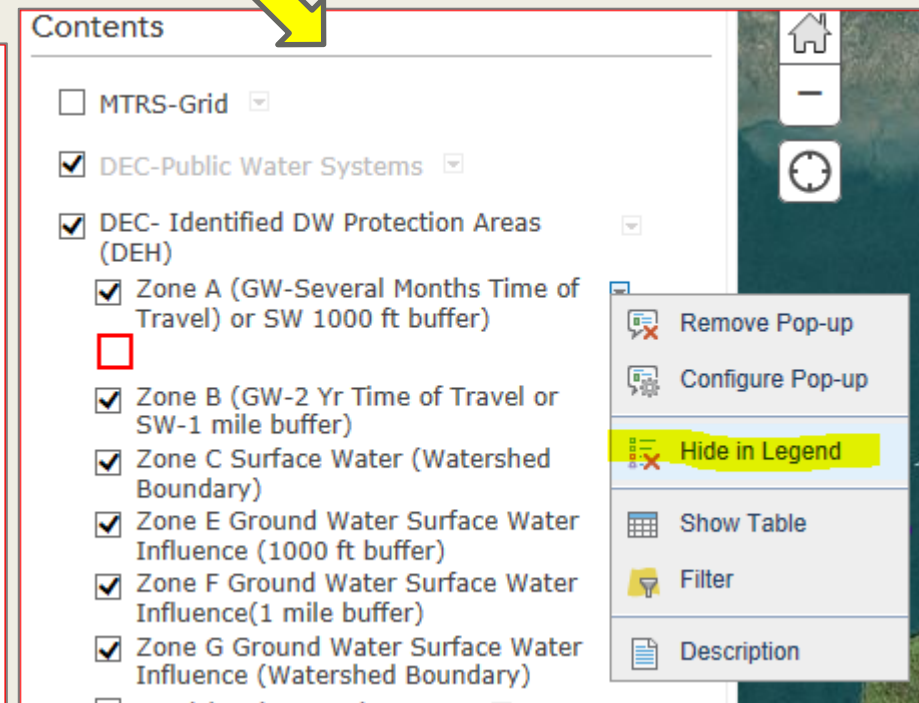 Contents
MTRS-Grid
DEC-Public Water Systems
DEC- Identified DW Protection Areas
(DEH)
Zone A (GW-Several Months Time of
Travel) or SW 1000 ft buffer)
Zone B (GW-2 Yr Time of Travel or
SW-1 mile buffer)
Zone C Surface Water (Watershed
Boundary)
Zone E Ground Water Surface Water
Influence (1000 ft buffer)
Zone F Ground Water Surface Water
Influence(1 mile buffer)
Zone G Ground Water Surface Water
Influence (Watershed Boundary)
Remove Pop-up
Configure Pop-up
Hide in Legend
Show Table
Filter
Description